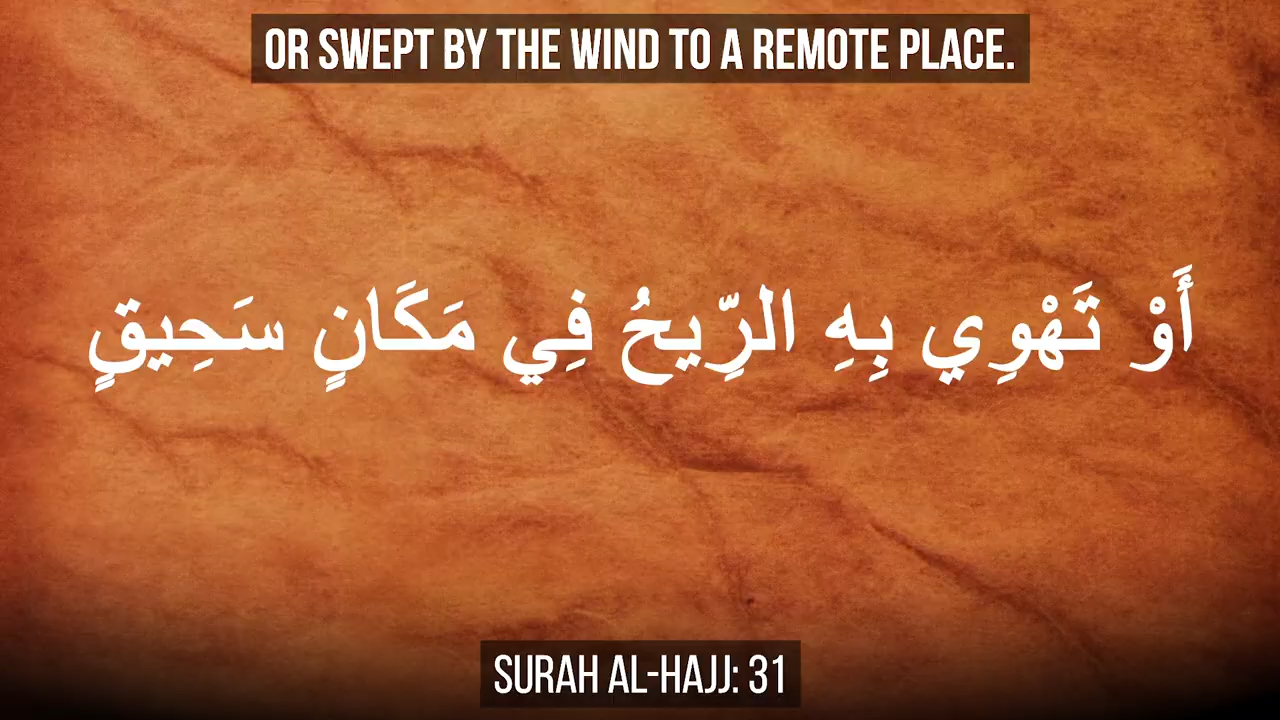 OR SWEPT BY THE WIND TO A REMOTE PLACE.
أَوْ تَهْوِي بِهِ الرِّيحُ فِي مَكَانٍ سَحِيقٍ
SURAH AL-HAJJ: 31